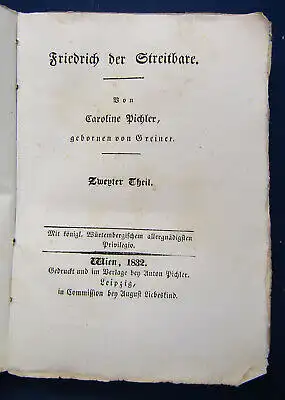 Friedrich der Streitbare.
Von
Caroline Pichler,
gebornen von Greiner.
Zweyter Theil.
Mit königl. Würtembergischem allergnädigsten
Privilegio.
Wien, 1832.
Gedruckt und im Verlage bey Anton Pichler.
Leipzig,
in Commission bey August Liebeskind.